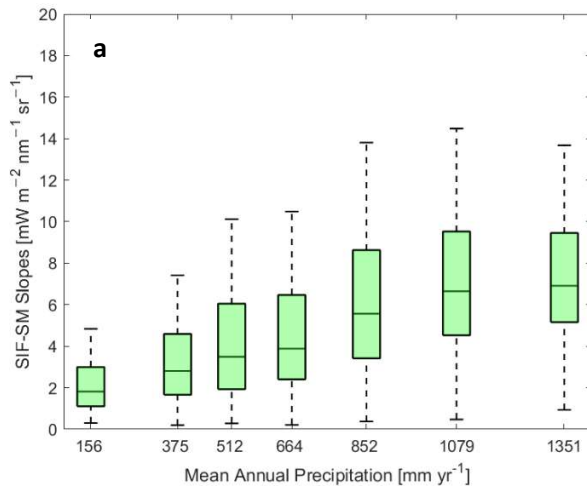 a
20
18
16
14
12
10
8
6
4
2
0
SIF-SM Slopes [mW m⁻² nm⁻¹ sr⁻¹]
156 375 512 664 852 1079 1351
Mean Annual Precipitation [mm yr⁻¹]